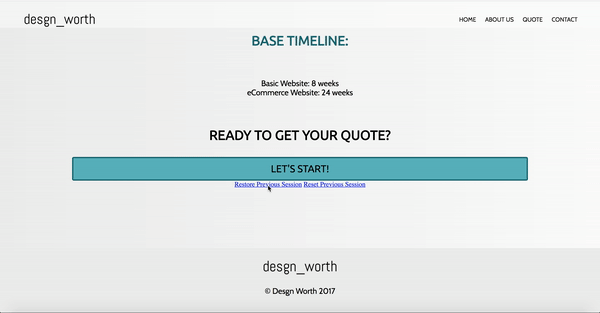 desgn_worth
HOME ABOUT US QUOTE CONTACT
BASE TIMELINE:
Basic Website: 8 weeks
eCommerce Website: 24 weeks
READY TO GET YOUR QUOTE?
LET'S START!
Restore Previous Session Reset Previous Session
desgn_worth
© Desgn Worth 2017